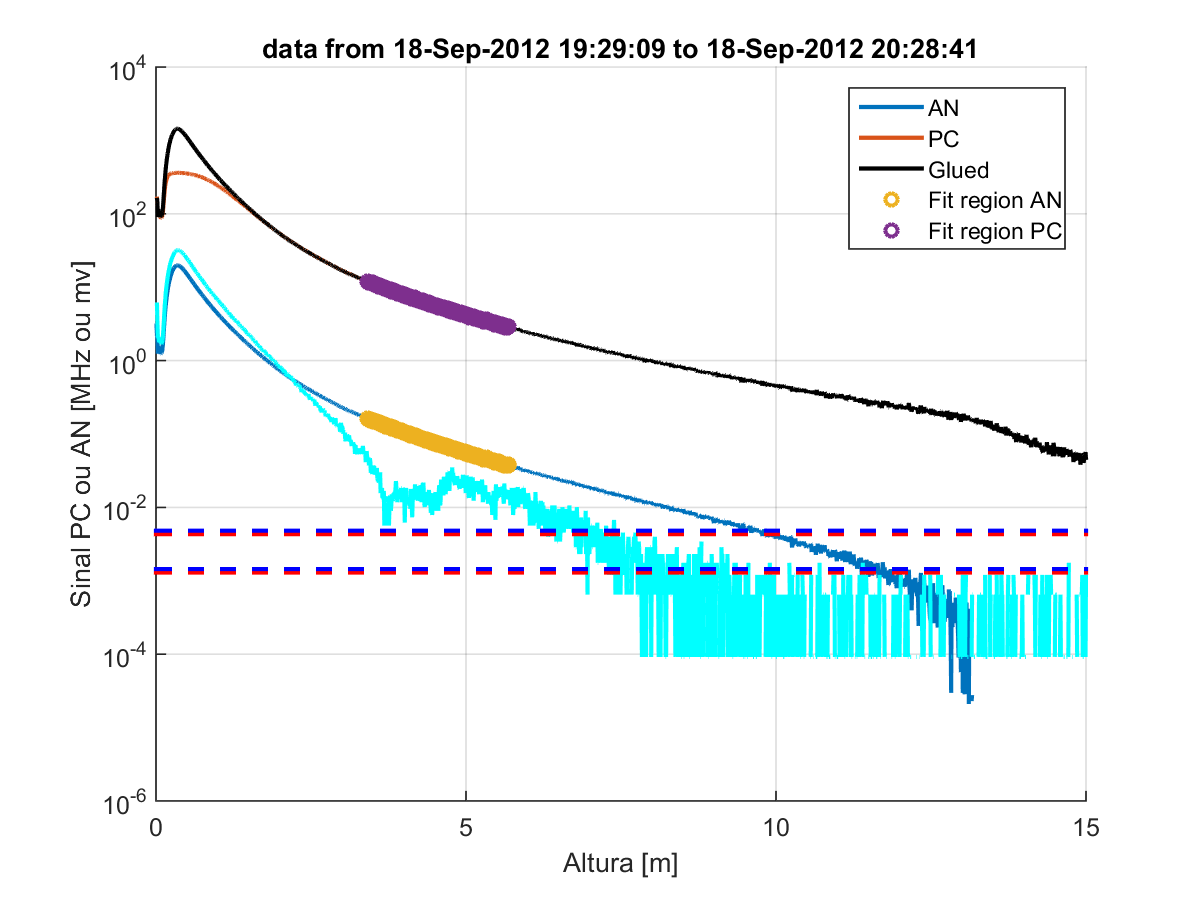 data from 18-Sep-2012 19:29:09 to 18-Sep-2012 20:28:41
10^4
10^2
10^0
10^-2
10^-4
10^-6
Sinal PC ou AN [MHz ou mv]
AN
PC
Glued
Fit region AN
Fit region PC
0
5
10
15
Altura [m]